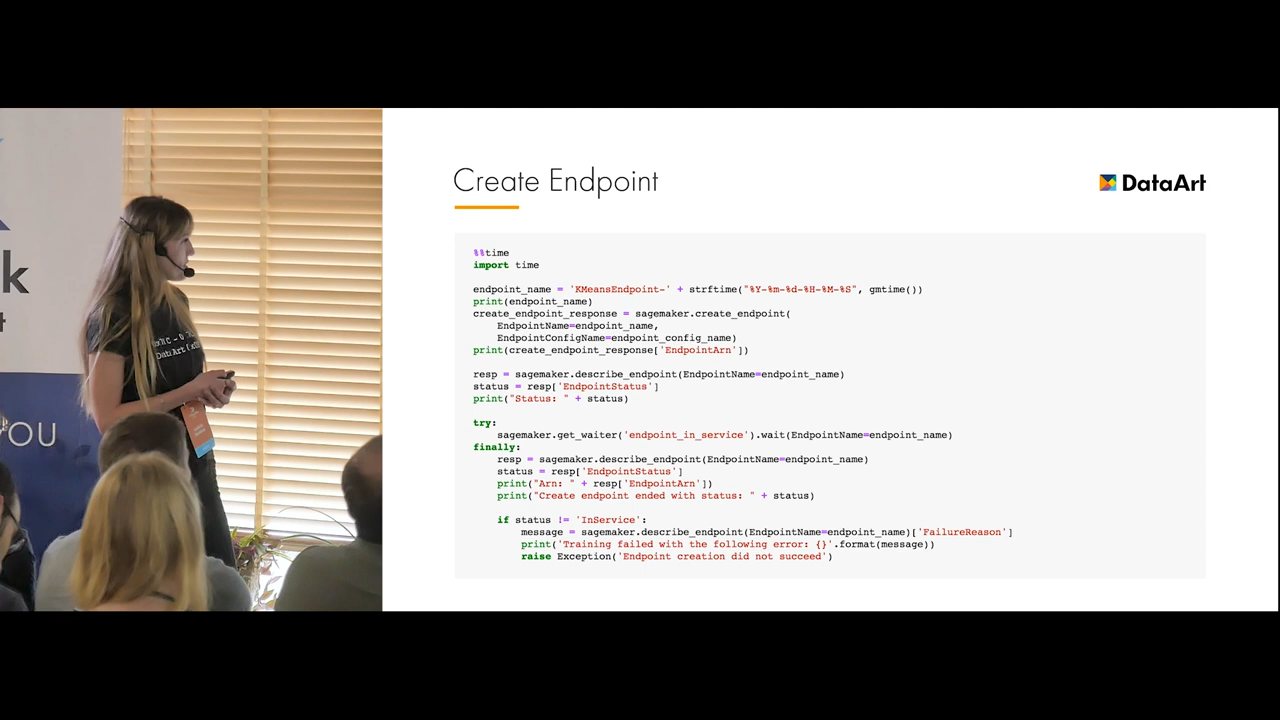 Create Endpoint
DataArt
%%time
import time
endpoint_name = 'KMeansEndpoint-' + strftime("%Y-%m-%d-%H-%M-%S", gmtime())
print(endpoint_name)
create_endpoint_response = sagemaker.create_endpoint(
    EndpointName=endpoint_name,
    EndpointConfigName=endpoint_config_name)
print(create_endpoint_response['EndpointArn'])
resp = sagemaker.describe_endpoint(EndpointName=endpoint_name)
status = resp['EndpointStatus']
print("Status: " + status)
try:
    sagemaker.get_waiter('endpoint_in_service').wait(EndpointName=endpoint_name)
finally:
    resp = sagemaker.describe_endpoint(EndpointName=endpoint_name)
    status = resp['EndpointStatus']
    print("Arn: " + resp['EndpointArn'])
    print("Create endpoint ended with status: " + status)
    if status != 'InService':
        message = sagemaker.describe_endpoint(EndpointName=endpoint_name)['FailureReason']
        print('Training failed with the following error: {}'.format(message))
        raise Exception('Endpoint creation did not succeed')
k
YOU
DataArt